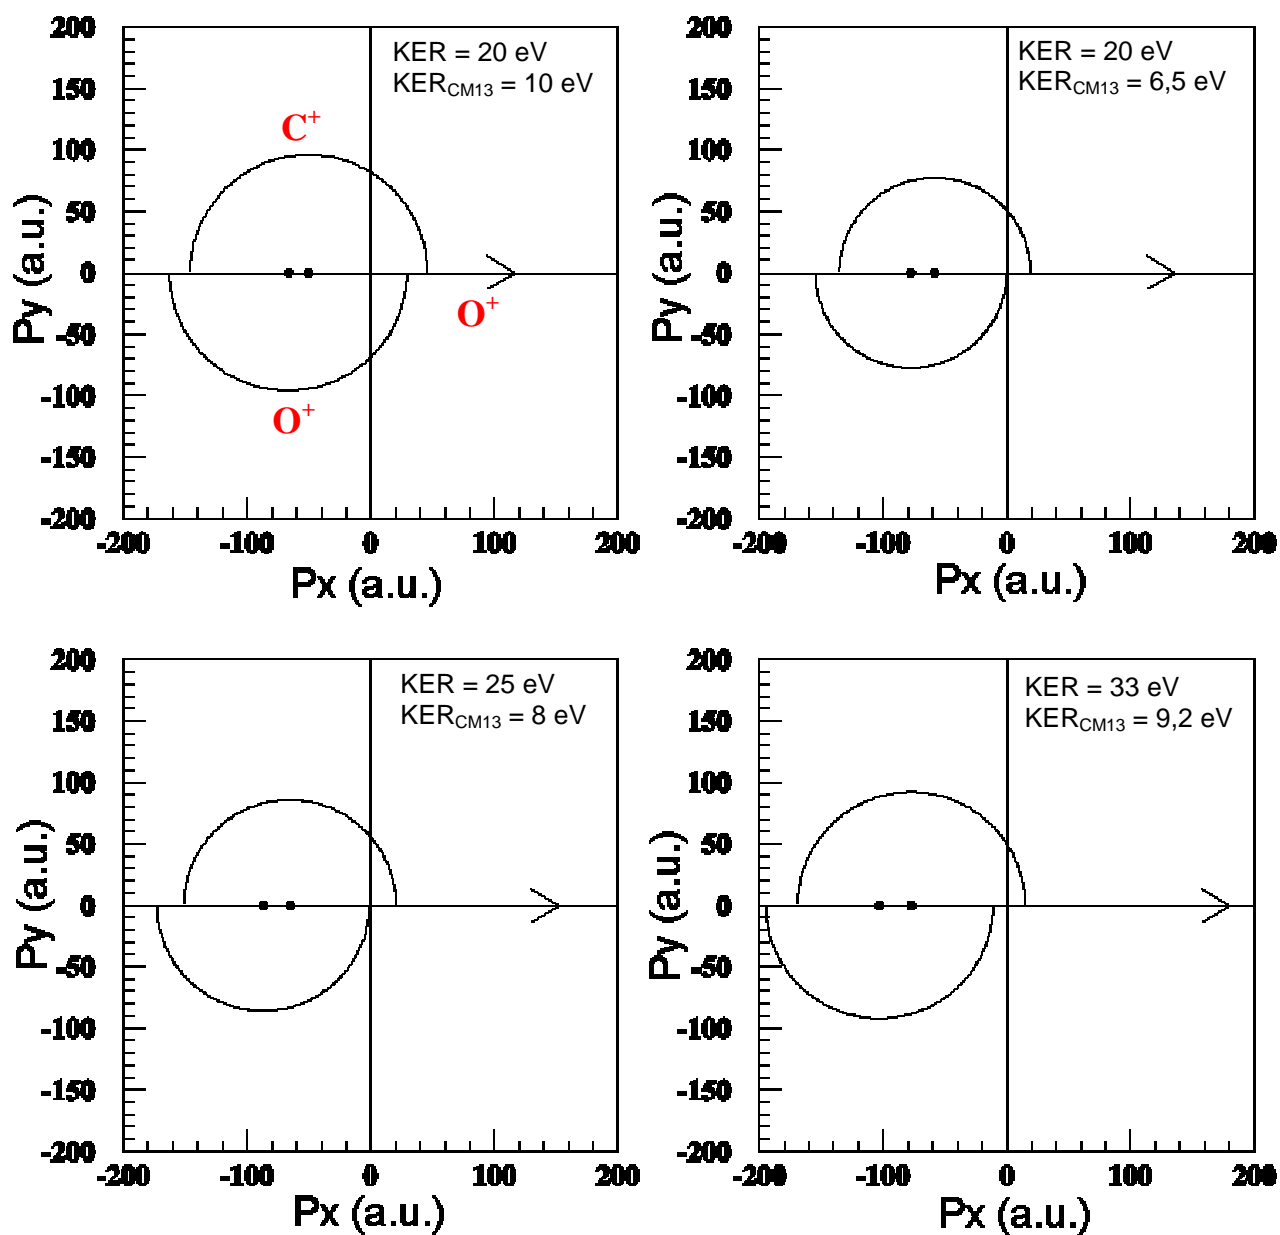 200
150
100
50
0
-50
-100
-150
-200
Py (a.u.)
KER = 20 eV
KER_CM13 = 10 eV
C⁺
O⁺
O⁺
-200 -100 0 100 200
Px (a.u.)
200
150
100
50
0
-50
-100
-150
-200
Py (a.u.)
KER = 20 eV
KER_CM13 = 6,5 eV
-200 -100 0 100 200
Px (a.u.)
200
150
100
50
0
-50
-100
-150
-200
Py (a.u.)
KER = 25 eV
KER_CM13 = 8 eV
-200 -100 0 100 200
Px (a.u.)
200
150
100
50
0
-50
-100
-150
-200
Py (a.u.)
KER = 33 eV
KER_CM13 = 9,2 eV
-200 -100 0 100 200
Px (a.u.)